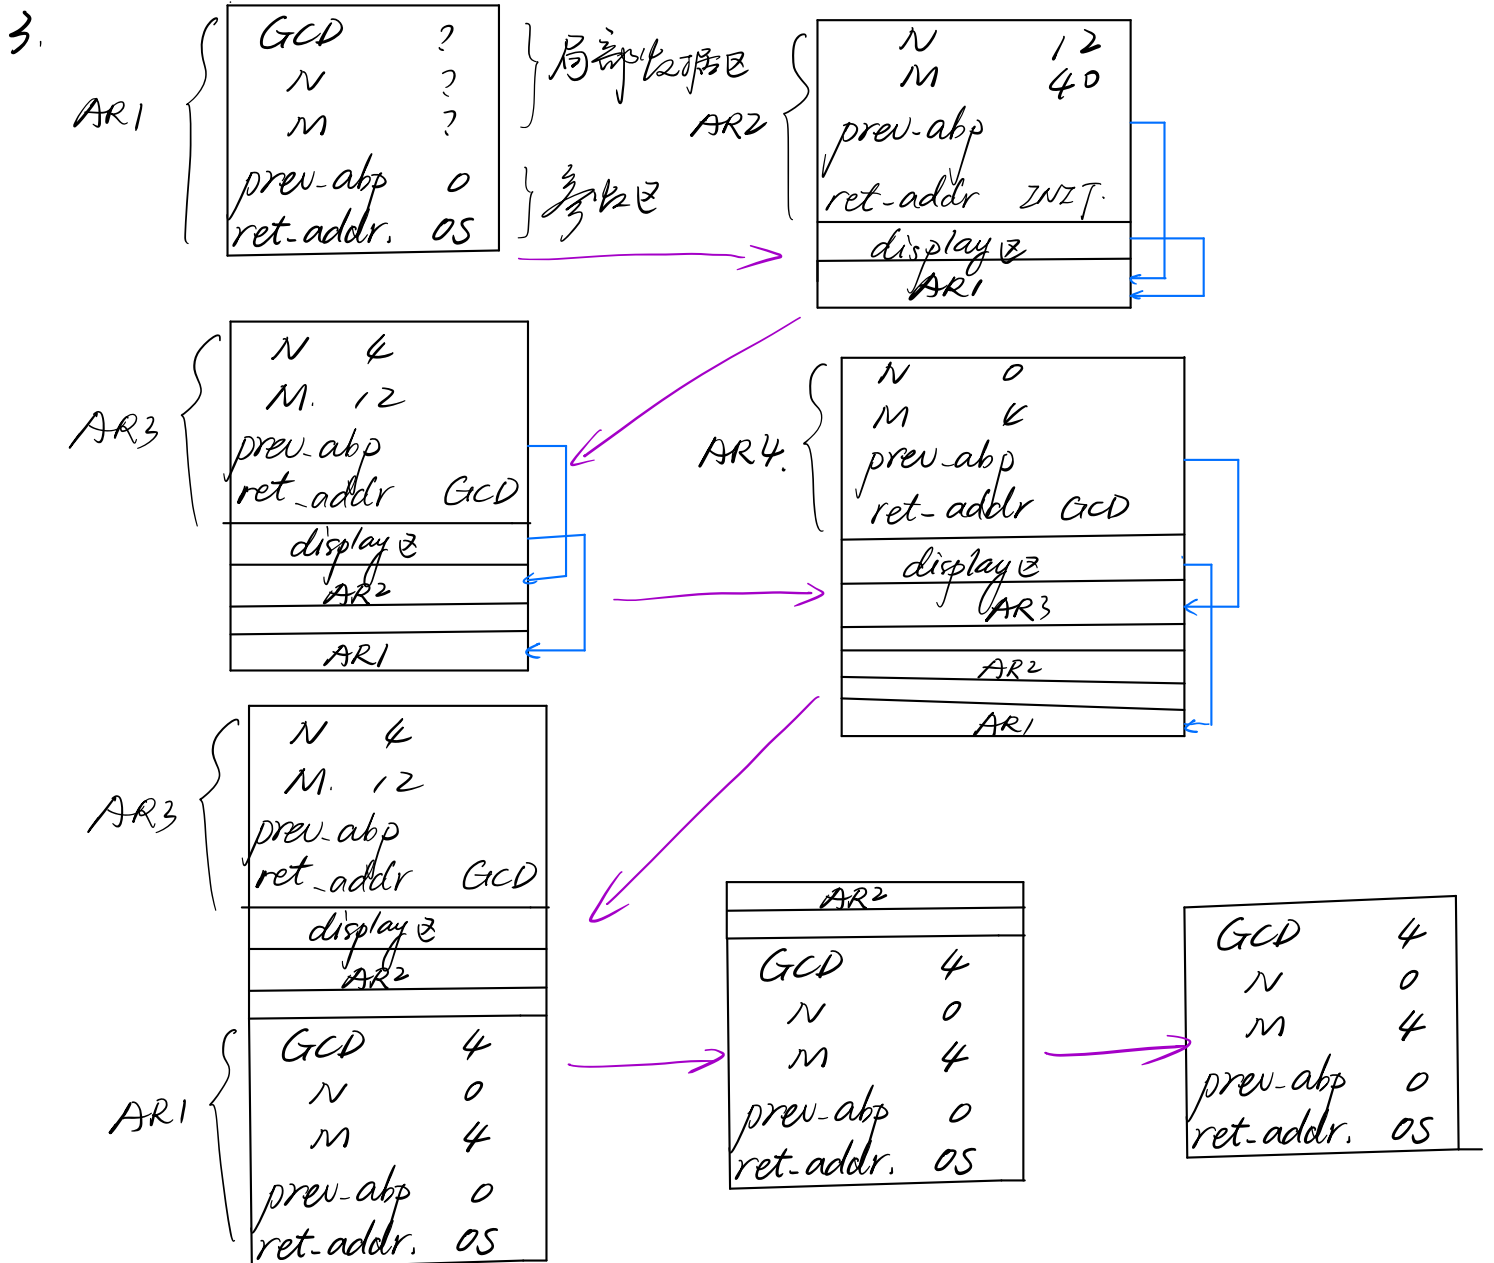 3.
AR1
GCD ?
N ?
M ?
prev_abp 0
ret_addr. OS
局部数据区
参数区
AR2
N 12
M 40
prev_abp
ret_addr INIT.
display区
AR1
AR3
N 4
M. 12
prev_abp
ret_addr GCD
display区
AR2
AR1
AR4.
N 0
M 4
prev_abp
ret_addr GCD
display区
AR3
AR2
AR1
AR3
N 4
M. 12
prev_abp
ret_addr GCD
display区
AR2
AR1
GCD 4
N 0
M 4
prev_abp 0
ret_addr. OS
AR2
GCD 4
N 0
M 4
prev_abp 0
ret_addr. OS
GCD 4
N 0
M 4
prev_abp 0
ret_addr. OS